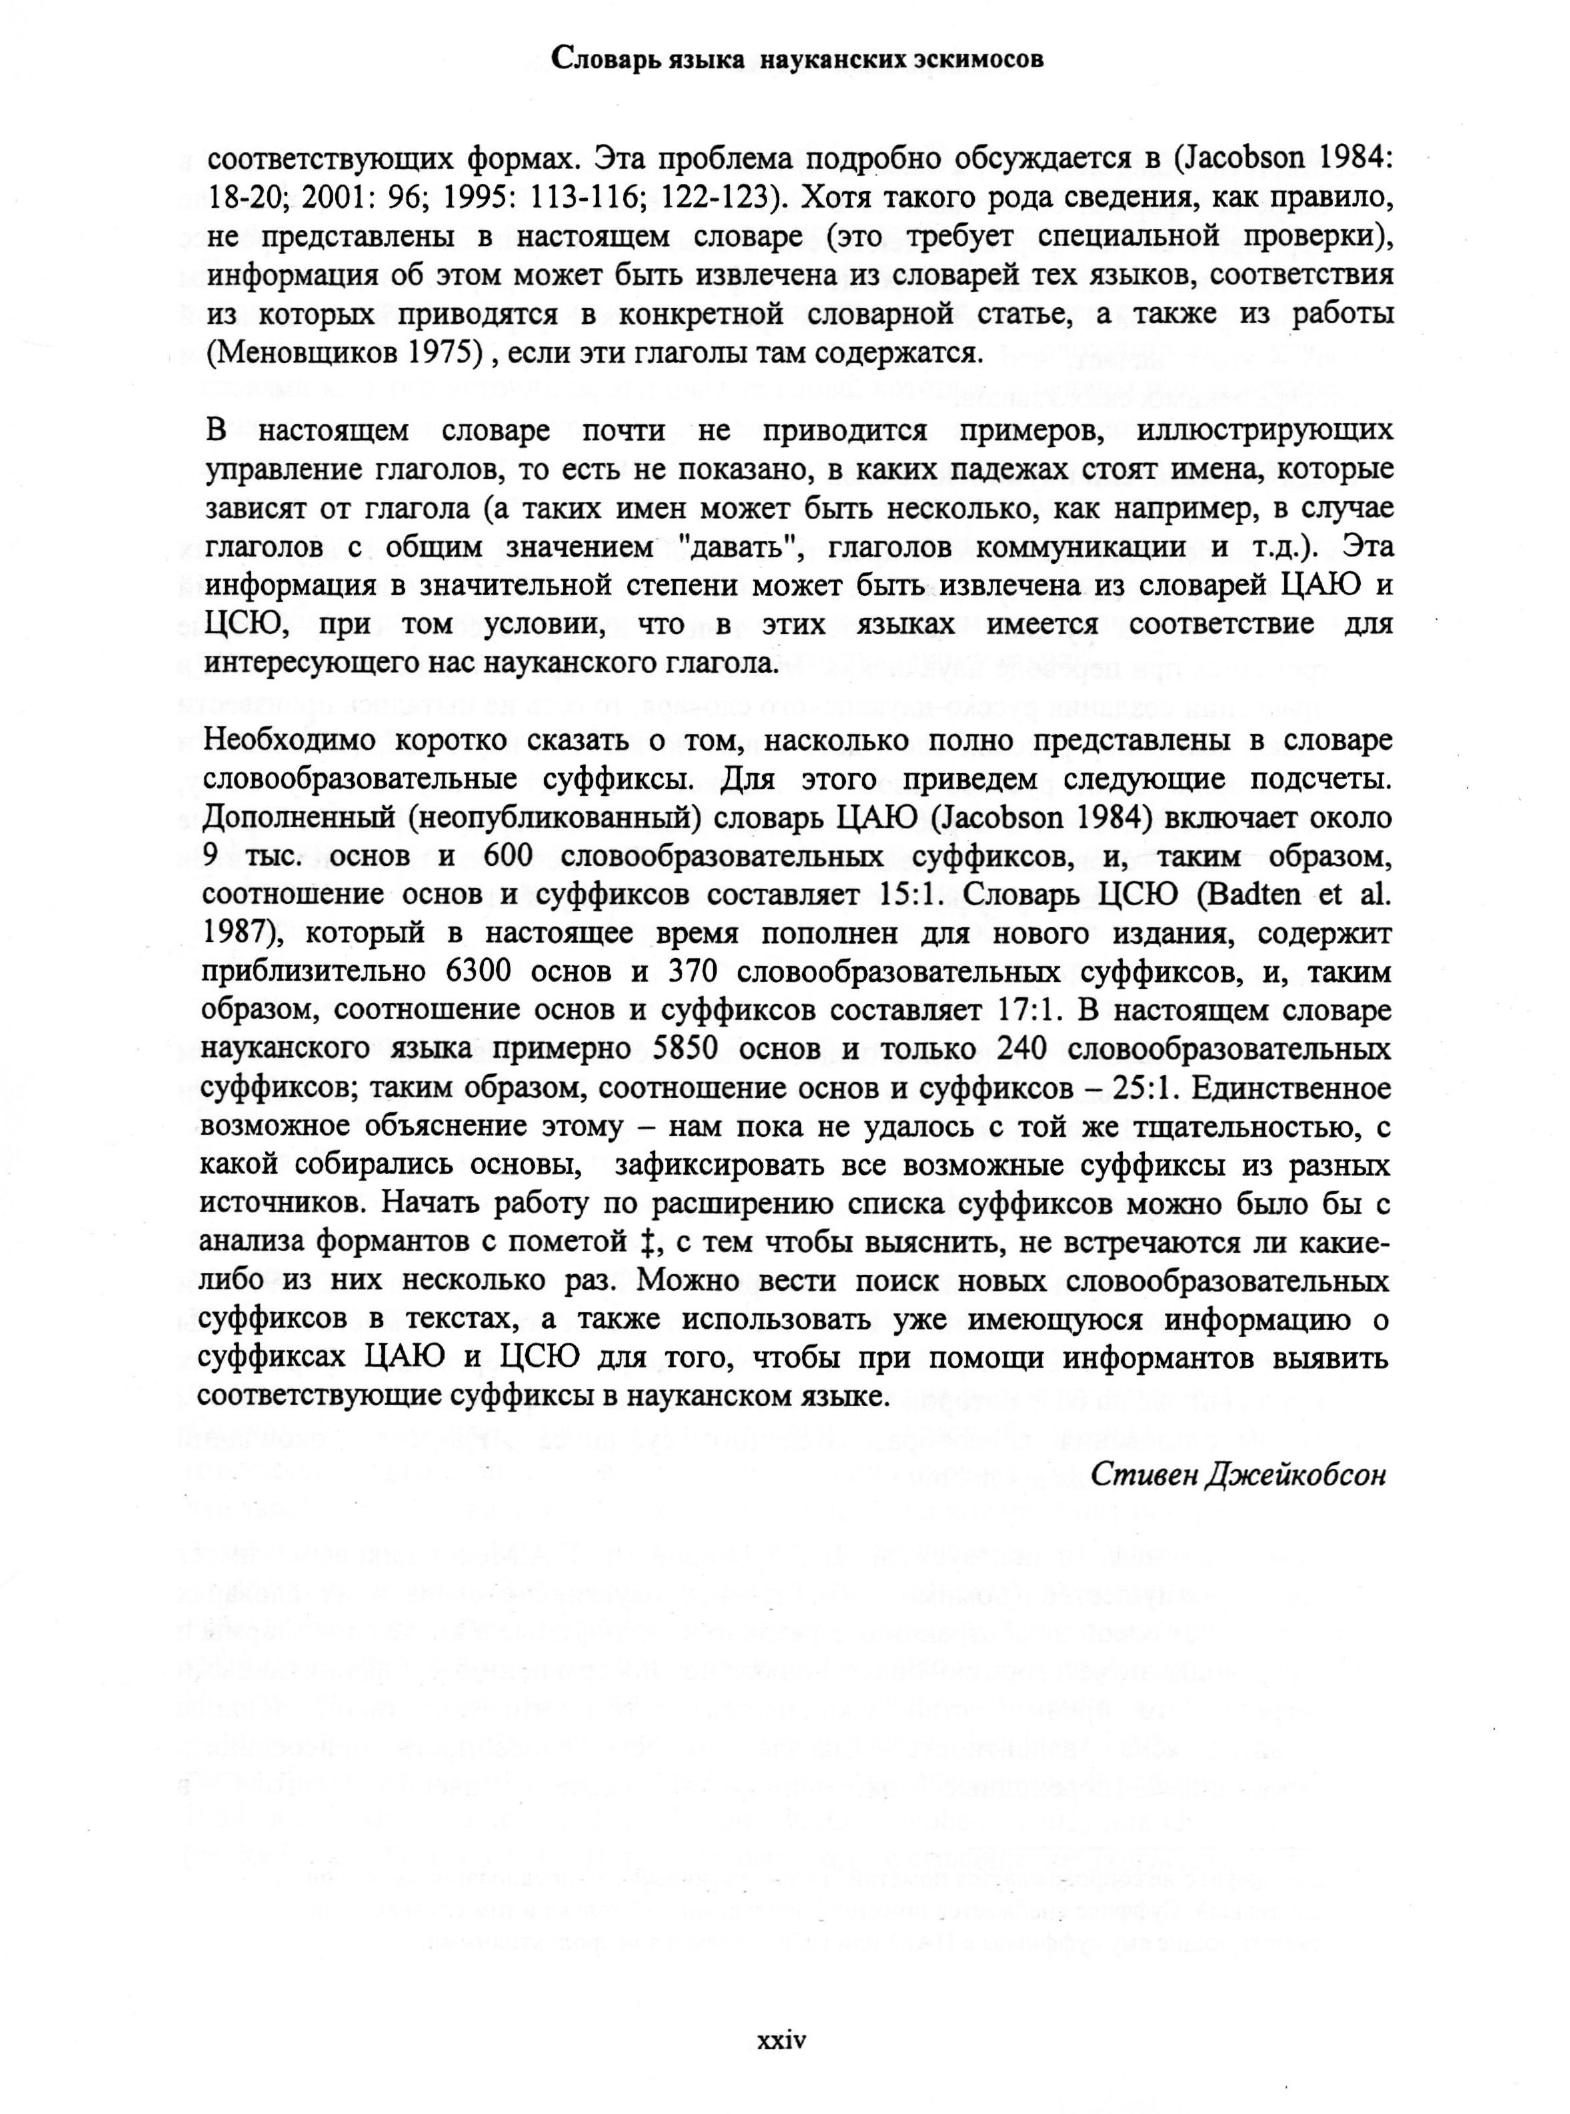 Словарь языка науканских эскимосов
соответствующих формах. Эта проблема подробно обсуждается в (Jacobson 1984:
18-20; 2001: 96; 1995: 113-116; 122-123). Хотя такого рода сведения, как правило,
не представлены в настоящем словаре (это требует специальной проверки),
информация об этом может быть извлечена из словарей тех языков, соответствия
из которых приводятся в конкретной словарной статье, а также из работы
(Меновщиков 1975) , если эти глаголы там содержатся.
В настоящем словаре почти не приводится примеров, иллюстрирующих
управление глаголов, то есть не показано, в каких падежах стоят имена, которые
зависят от глагола (а таких имен может быть несколько, как например, в случае
глаголов с общим значением "давать", глаголов коммуникации и т.д.). Эта
информация в значительной степени может быть извлечена из словарей ЦАЮ и
ЦСЮ, при том условии, что в этих языках имеется соответствие для
интересующего нас науканского глагола.
Необходимо коротко сказать о том, насколько полно представлены в словаре
словообразовательные суффиксы. Для этого приведем следующие подсчеты.
Дополненный (неопубликованный) словарь ЦАЮ (Jacobson 1984) включает около
9 тыс. основ и 600 словообразовательных суффиксов, и, таким образом,
соотношение основ и суффиксов составляет 15:1. Словарь ЦСЮ (Badten et al.
1987), который в настоящее время пополнен для нового издания, содержит
приблизительно 6300 основ и 370 словообразовательных суффиксов, и, таким
образом, соотношение основ и суффиксов составляет 17:1. В настоящем словаре
науканского языка примерно 5850 основ и только 240 словообразовательных
суффиксов; таким образом, соотношение основ и суффиксов – 25:1. Единственное
возможное объяснение этому – нам пока не удалось с той же тщательностью, с
какой собирались основы, зафиксировать все возможные суффиксы из разных
источников. Начать работу по расширению списка суффиксов можно было бы с
анализа формантов с пометой ‡, с тем чтобы выяснить, не встречаются ли какие-
либо из них несколько раз. Можно вести поиск новых словообразовательных
суффиксов в текстах, а также использовать уже имеющуюся информацию о
суффиксах ЦАЮ и ЦСЮ для того, чтобы при помощи информантов выявить
соответствующие суффиксы в науканском языке.
Стивен Джейкобсон
xxiv